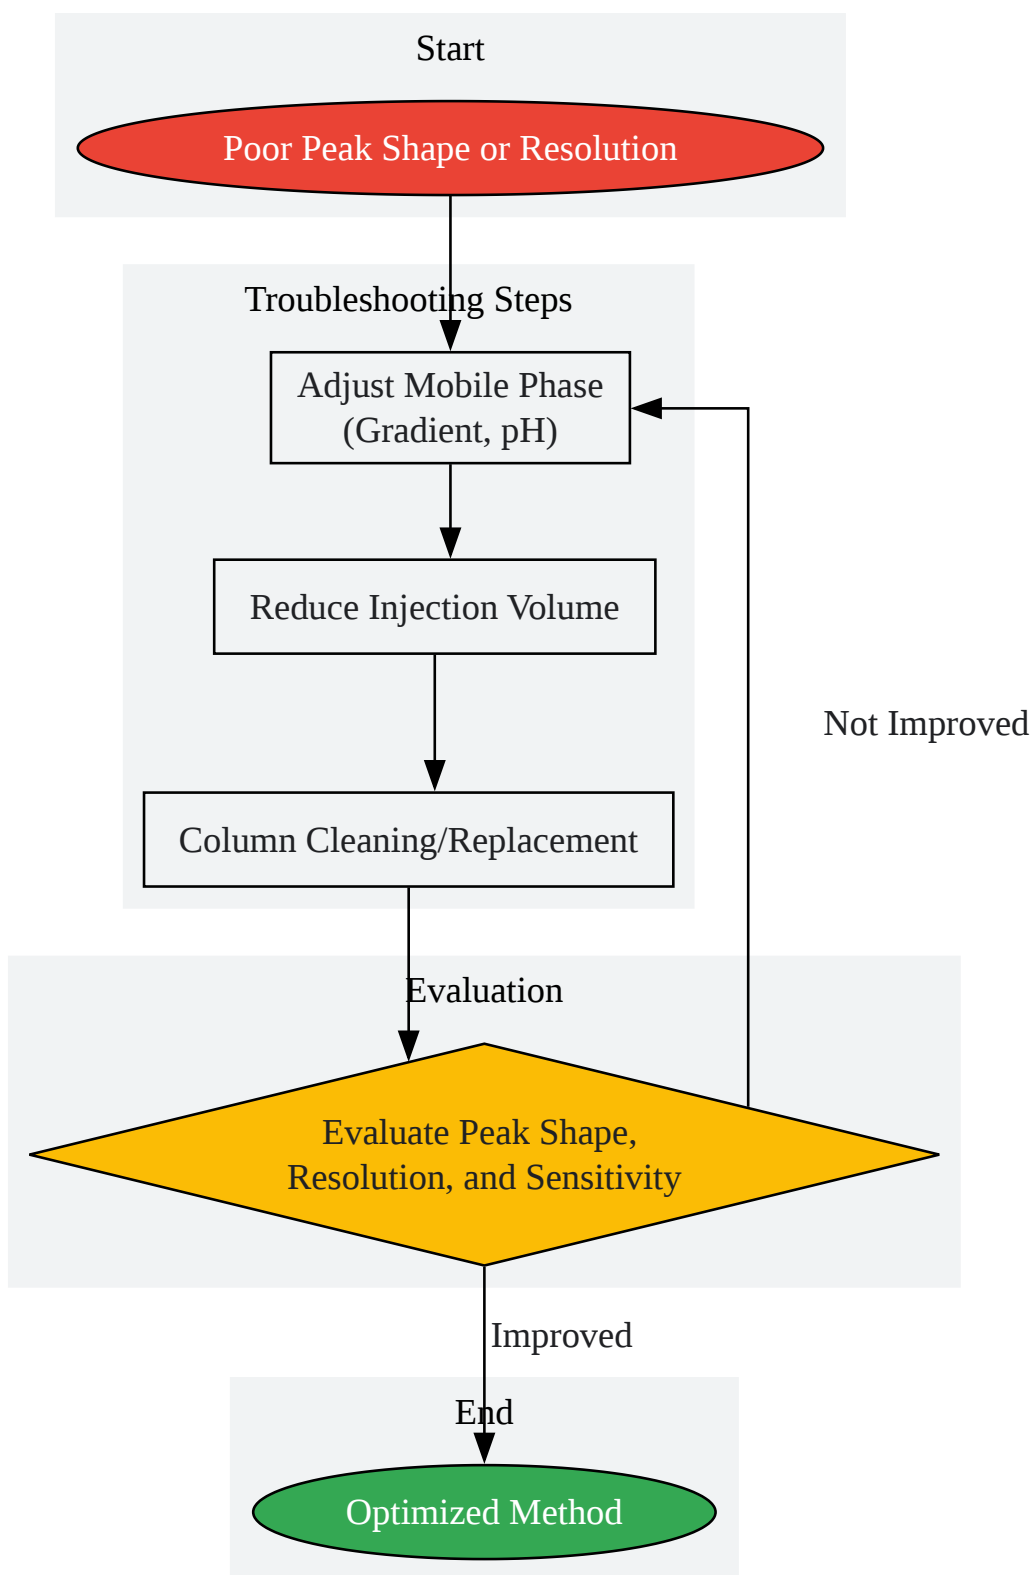 Start
Poor Peak Shape or Resolution
Troubleshooting Steps
Adjust Mobile Phase
(Gradient, pH)
Reduce Injection Volume
Not Improved
Column Cleaning/Replacement
Evaluation
Evaluate Peak Shape,
Resolution, and Sensitivity
Improved
End
Optimized Method